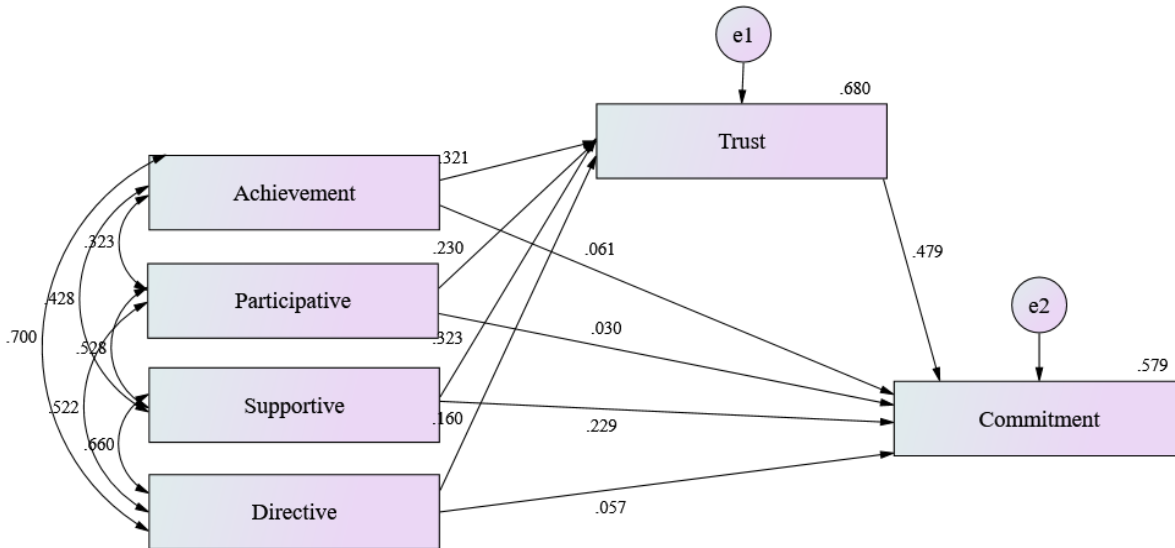 e1
.680
Trust
.321
Achievement
.323
.230
.061
.479
.428
Participative
e2
.700
.528
.323
.030
.579
.522
Supportive
.160
.229
Commitment
.660
Directive
.057